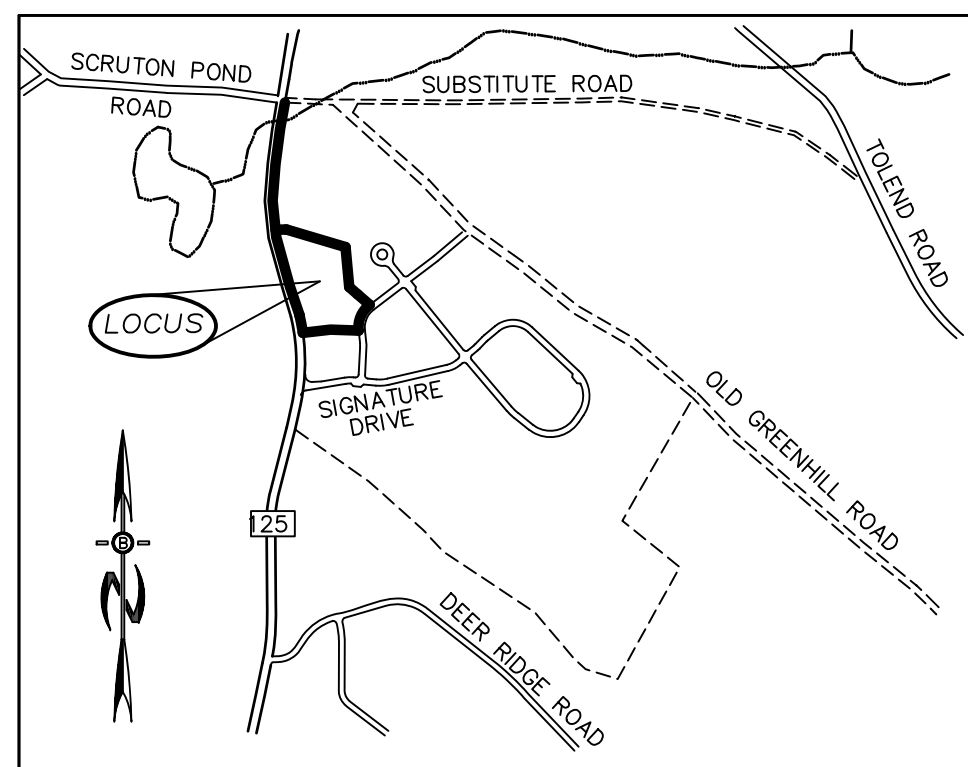 SCRUTON POND
ROAD
SUBSTITUTE ROAD
TOLEND ROAD
LOCUS
SIGNATURE
DRIVE
OLD GREENHILL ROAD
125
B
N
DEER RIDGE ROAD